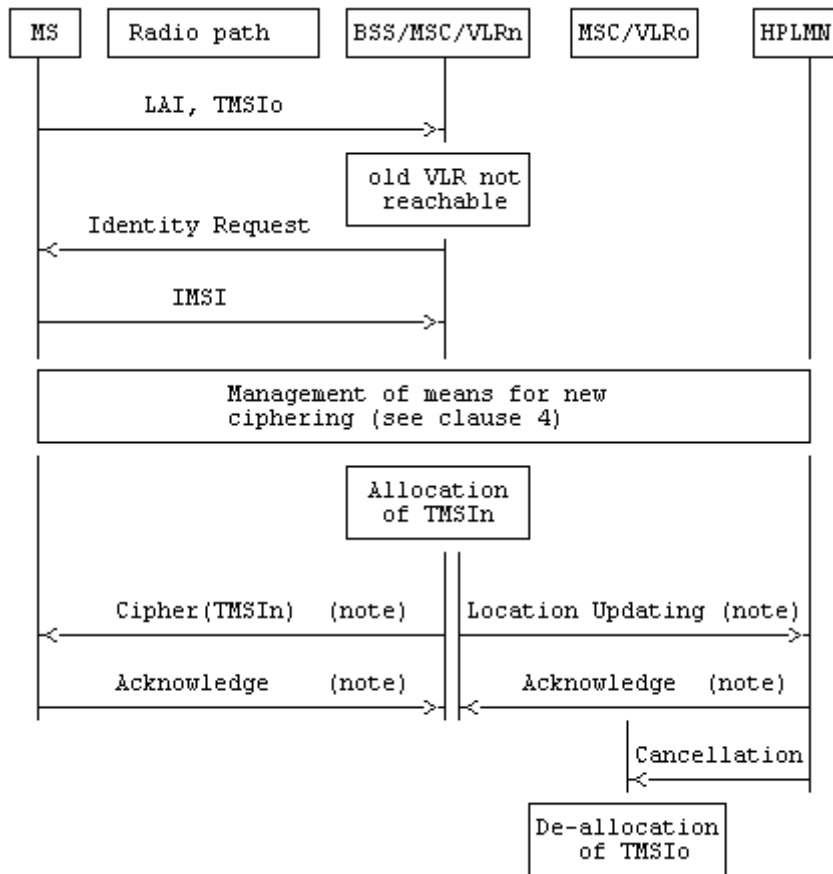 MS Radio path BSS/MSC/VLRn MSC/VLRo HPLMN
LAI, TMSIo
old VLR not
reachable
Identity Request
IMSI
Management of means for new
ciphering (see clause 4)
Allocation
of TMSIn
Cipher(TMSIn) (note) Location Updating (note)
Acknowledge (note) Acknowledge (note)
Cancellation
De-allocation
of TMSIo